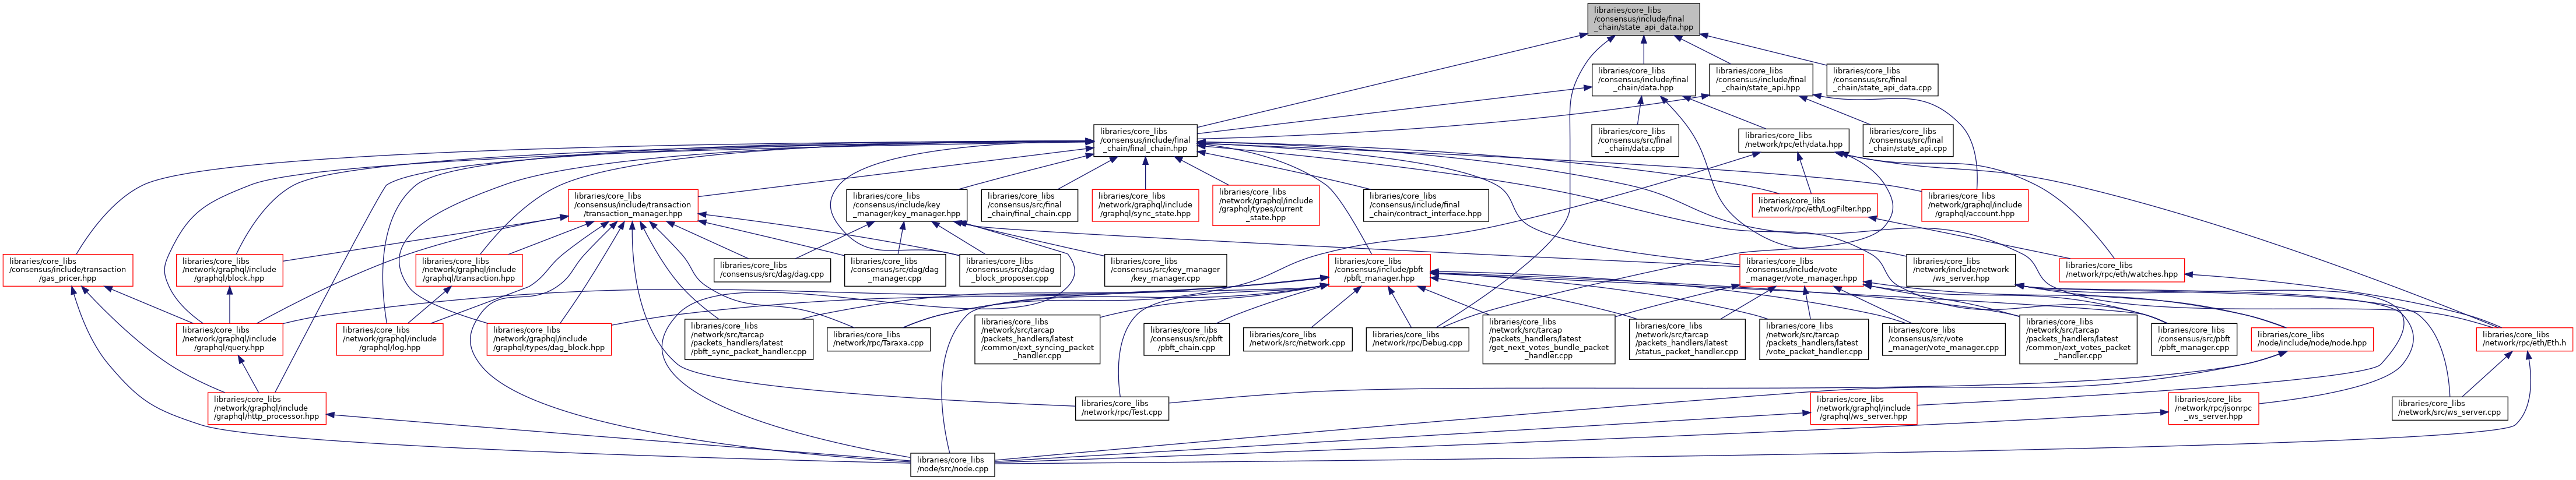 libraries/core_libs
/consensus/include/final
_chain/state_api_data.hpp
libraries/core_libs
/consensus/include/final
_chain/data.hpp
libraries/core_libs
/consensus/include/final
_chain/state_api.hpp
libraries/core_libs
/consensus/src/final
_chain/state_api_data.cpp
libraries/core_libs
/consensus/include/final
_chain/final_chain.hpp
libraries/core_libs
/consensus/src/final
_chain/data.cpp
libraries/core_libs
/network/rpc/eth/data.hpp
libraries/core_libs
/consensus/src/final
_chain/state_api.cpp
libraries/core_libs
/consensus/include/transaction
/transaction_manager.hpp
libraries/core_libs
/consensus/include/key
_manager/key_manager.hpp
libraries/core_libs
/consensus/src/final
_chain/final_chain.cpp
libraries/core_libs
/network/graphql/include
/graphql/sync_state.hpp
libraries/core_libs
/network/graphql/include
/graphql/types/current
_state.hpp
libraries/core_libs
/consensus/include/final
_chain/contract_interface.hpp
libraries/core_libs
/network/rpc/eth/LogFilter.hpp
libraries/core_libs
/network/graphql/include
/graphql/account.hpp
libraries/core_libs
/consensus/include/transaction
/gas_pricer.hpp
libraries/core_libs
/network/graphql/include
/graphql/block.hpp
libraries/core_libs
/network/graphql/include
/graphql/transaction.hpp
libraries/core_libs
/consensus/src/dag/dag.cpp
libraries/core_libs
/consensus/src/dag/dag
_manager.cpp
libraries/core_libs
/consensus/src/dag/dag
_block_proposer.cpp
libraries/core_libs
/consensus/src/key_manager
/key_manager.cpp
libraries/core_libs
/consensus/include/pbft
/pbft_manager.hpp
libraries/core_libs
/consensus/include/vote
_manager/vote_manager.hpp
libraries/core_libs
/network/include/network
/ws_server.hpp
libraries/core_libs
/network/rpc/eth/watches.hpp
libraries/core_libs
/network/graphql/include
/graphql/query.hpp
libraries/core_libs
/network/graphql/include
/graphql/log.hpp
libraries/core_libs
/network/graphql/include
/graphql/types/dag_block.hpp
libraries/core_libs
/network/src/tarcap
/packets_handlers/latest
/pbft_sync_packet_handler.cpp
libraries/core_libs
/network/rpc/Taraxa.cpp
libraries/core_libs
/network/src/tarcap
/packets_handlers/latest
/common/ext_syncing_packet
_handler.cpp
libraries/core_libs
/consensus/src/pbft
/pbft_chain.cpp
libraries/core_libs
/network/src/network.cpp
libraries/core_libs
/network/rpc/Debug.cpp
libraries/core_libs
/network/src/tarcap
/packets_handlers/latest
/get_next_votes_bundle_packet
_handler.cpp
libraries/core_libs
/network/src/tarcap
/packets_handlers/latest
/status_packet_handler.cpp
libraries/core_libs
/network/src/tarcap
/packets_handlers/latest
/vote_packet_handler.cpp
libraries/core_libs
/consensus/src/vote
_manager/vote_manager.cpp
libraries/core_libs
/network/src/tarcap
/packets_handlers/latest
/common/ext_votes_packet
_handler.cpp
libraries/core_libs
/consensus/src/pbft
/pbft_manager.cpp
libraries/core_libs
/node/include/node/node.hpp
libraries/core_libs
/network/rpc/eth/Eth.h
libraries/core_libs
/network/graphql/include
/graphql/http_processor.hpp
libraries/core_libs
/network/rpc/Test.cpp
libraries/core_libs
/network/graphql/include
/graphql/ws_server.hpp
libraries/core_libs
/network/rpc/jsonrpc
_ws_server.hpp
libraries/core_libs
/network/src/ws_server.cpp
libraries/core_libs
/node/src/node.cpp